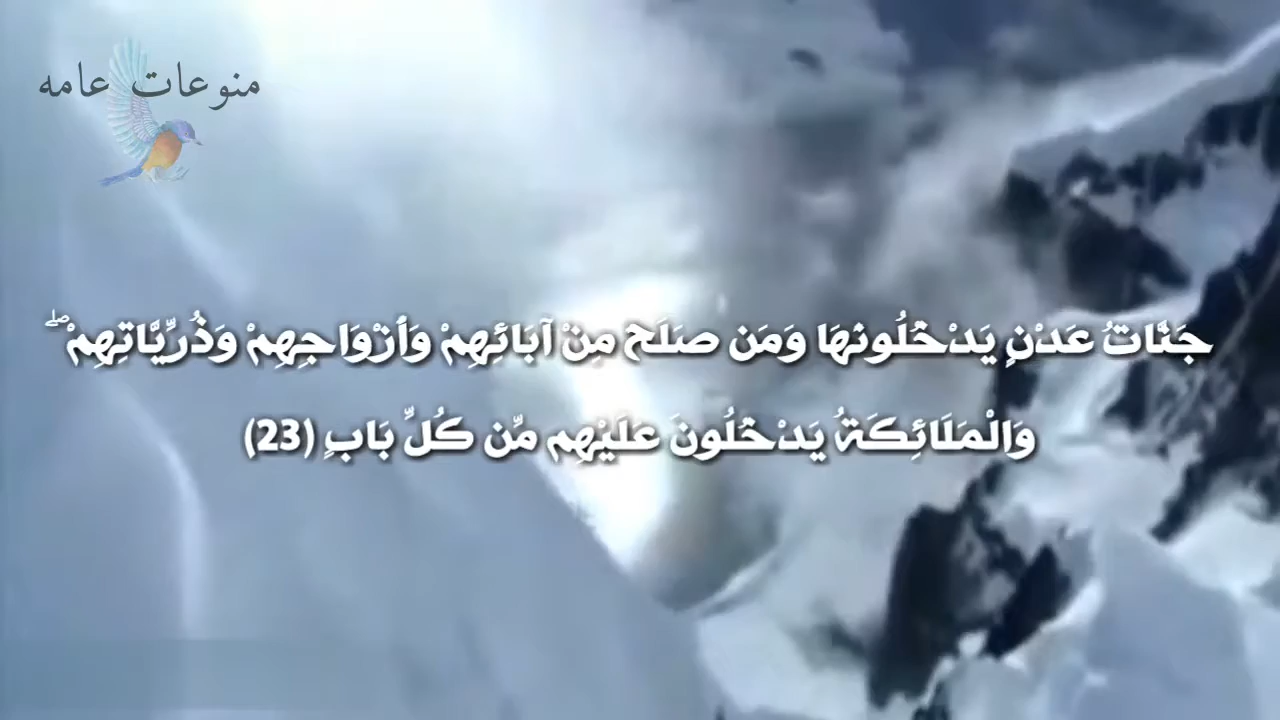 منوعات عامه
جَنَّاتُ عَدْنٍ يَدْخُلُونَهَا وَمَن صَلَحَ مِنْ آبَائِهِمْ وَأَزْوَاجِهِمْ وَذُرِّيَّاتِهِمْ ۖ
وَالْمَلَائِكَةُ يَدْخُلُونَ عَلَيْهِم مِّن كُلِّ بَابٍ (23)